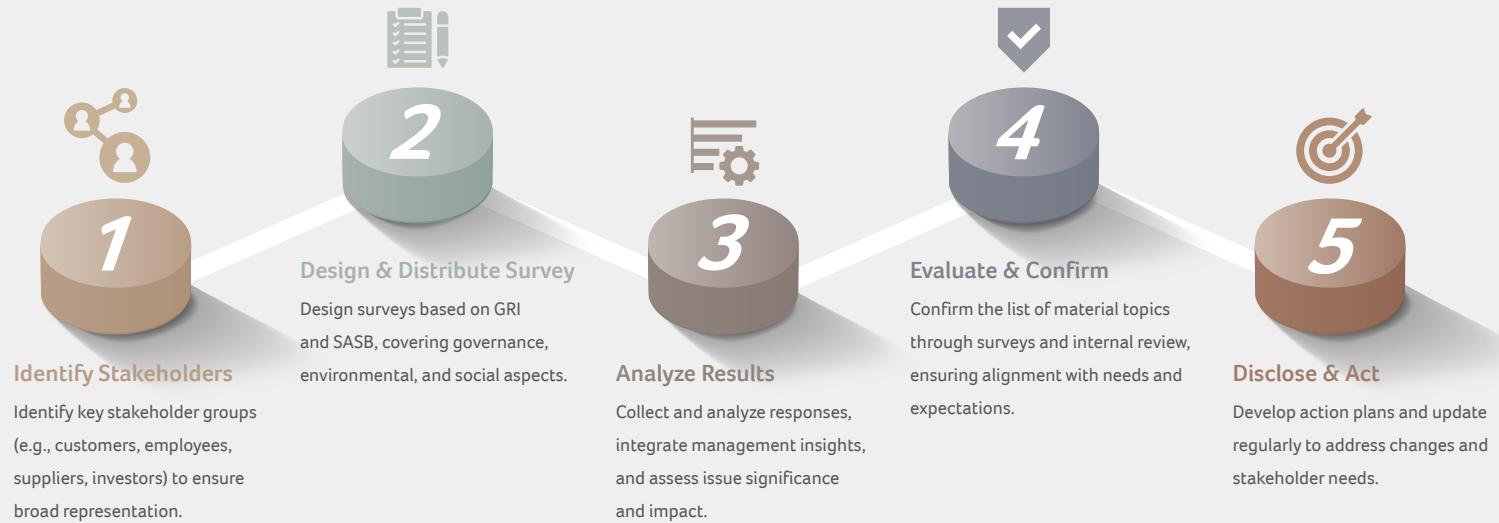 1
Identify Stakeholders
Identify key stakeholder groups
(e.g., customers, employees,
suppliers, investors) to ensure
broad representation.
2
Design & Distribute Survey
Design surveys based on GRI
and SASB, covering governance,
environmental, and social aspects.
3
Analyze Results
Collect and analyze responses,
integrate management insights,
and assess issue significance
and impact.
4
Evaluate & Confirm
Confirm the list of material topics
through surveys and internal review,
ensuring alignment with needs and
expectations.
5
Disclose & Act
Develop action plans and update
regularly to address changes and
stakeholder needs.